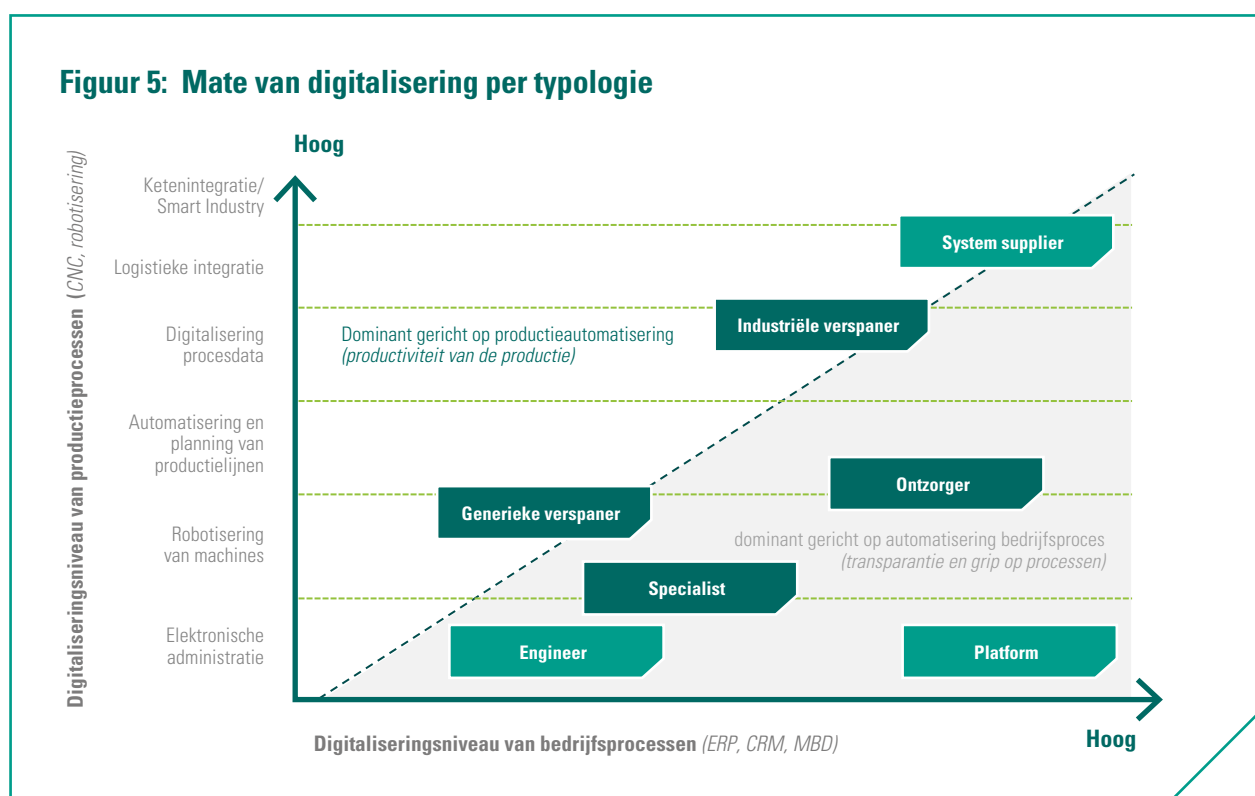 Figuur 5: Mate van digitalisering per typologie
Digitaliseringsniveau van productieprocessen (CNC, robotisering)
Hoog
Ketenintegratie/
Smart Industry
Logistieke integratie
Digitalisering
procesdata
Automatisering en
planning van
productielijnen
Robotisering
van machines
Elektronische
administratie
System supplier
Industriële verspaner
Dominant gericht op productieautomatisering
(productiviteit van de productie)
Ontzorger
Generieke verspaner
dominant gericht op automatisering bedrijfsproces
(transparantie en grip op processen)
Specialist
Engineer
Platform
Digitaliseringsniveau van bedrijfsprocessen (ERP, CRM, MBD)
Hoog